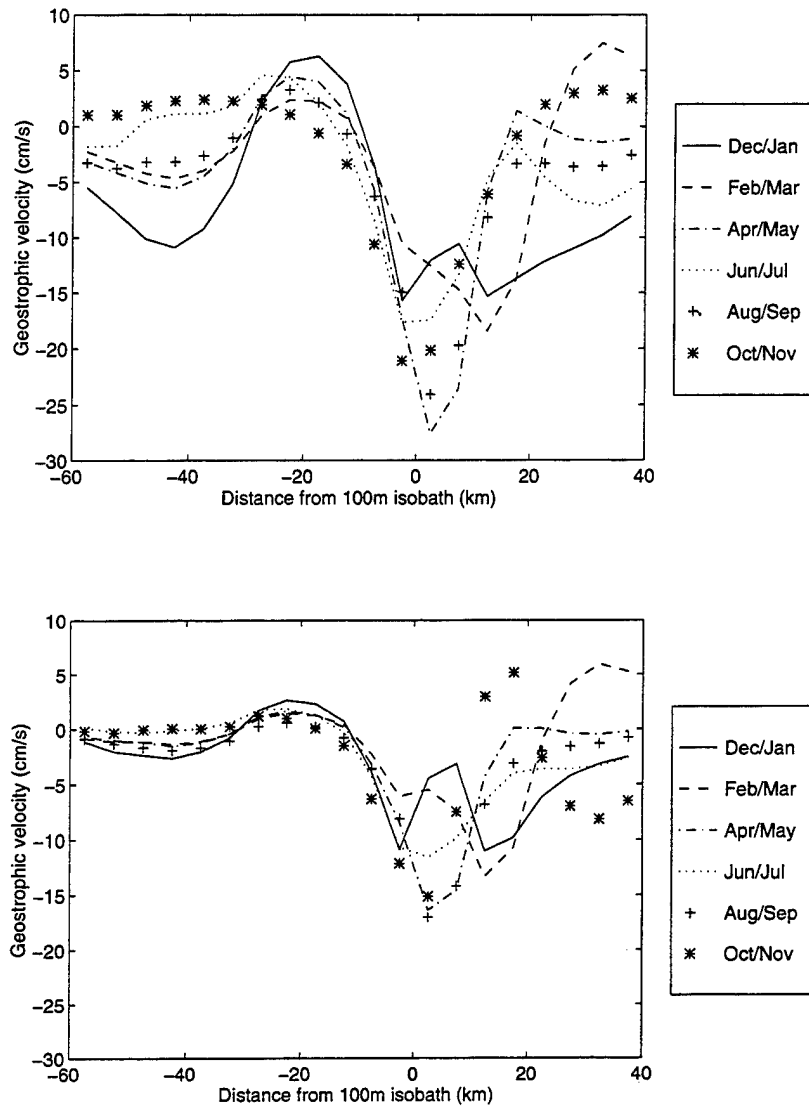 10
5
0
−5
−10
−15
−20
−25
−30
Geostrophic velocity (cm/s)
−60 −40 −20 0 20 40
Distance from 100m isobath (km)
Dec/Jan
Feb/Mar
Apr/May
Jun/Jul
Aug/Sep
Oct/Nov
10
5
0
−5
−10
−15
−20
−25
−30
Geostrophic velocity (cm/s)
−60 −40 −20 0 20 40
Distance from 100m isobath (km)
Dec/Jan
Feb/Mar
Apr/May
Jun/Jul
Aug/Sep
Oct/Nov